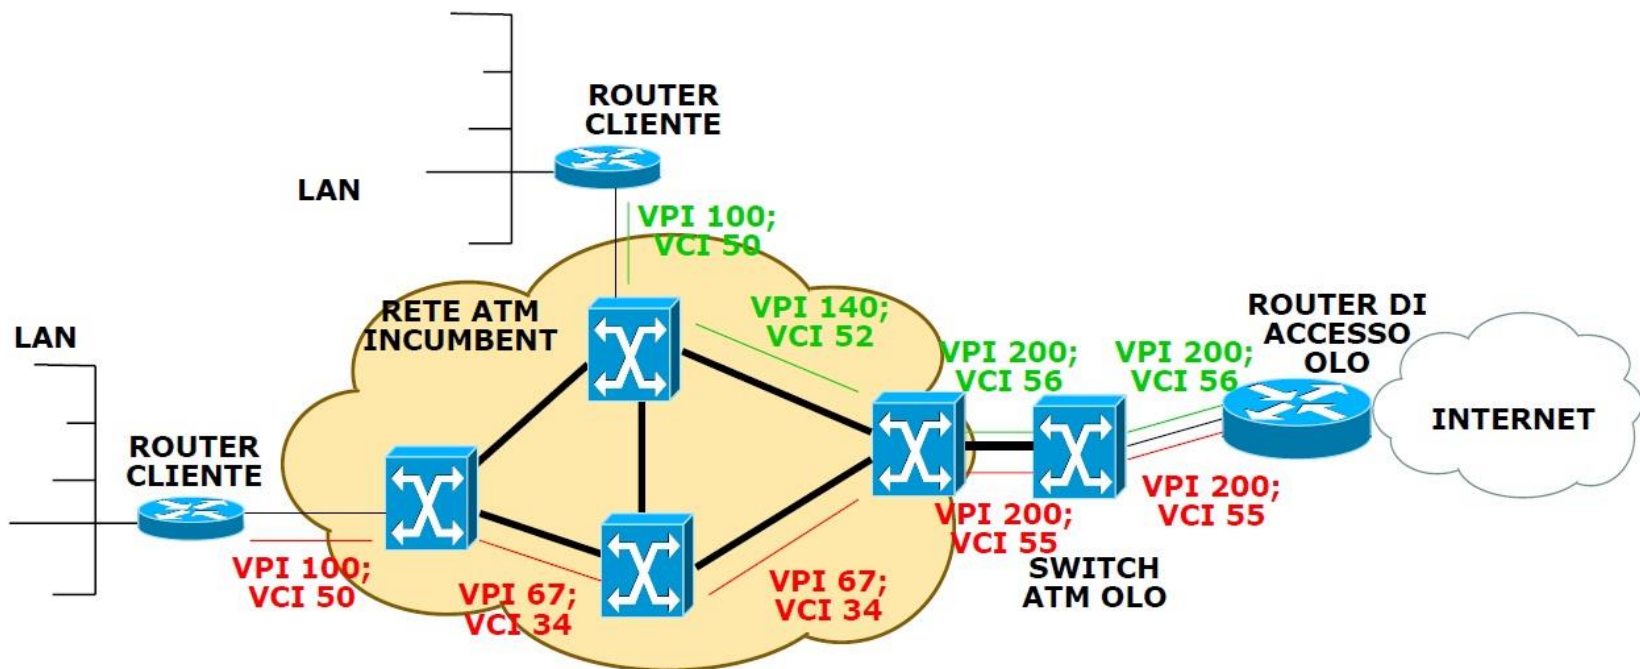 ROUTER
CLIENTE
LAN
VPI 100;
VCI 50
RETE ATM
INCUMBENT
VPI 140;
VCI 52
ROUTER DI
ACCESSO
OLO
LAN
VPI 200;
VCI 56
VPI 200;
VCI 56
INTERNET
ROUTER
CLIENTE
VPI 100;
VCI 50
VPI 67;
VCI 34
VPI 67;
VCI 34
VPI 200;
VCI 55
VPI 200;
VCI 55
SWITCH
ATM OLO